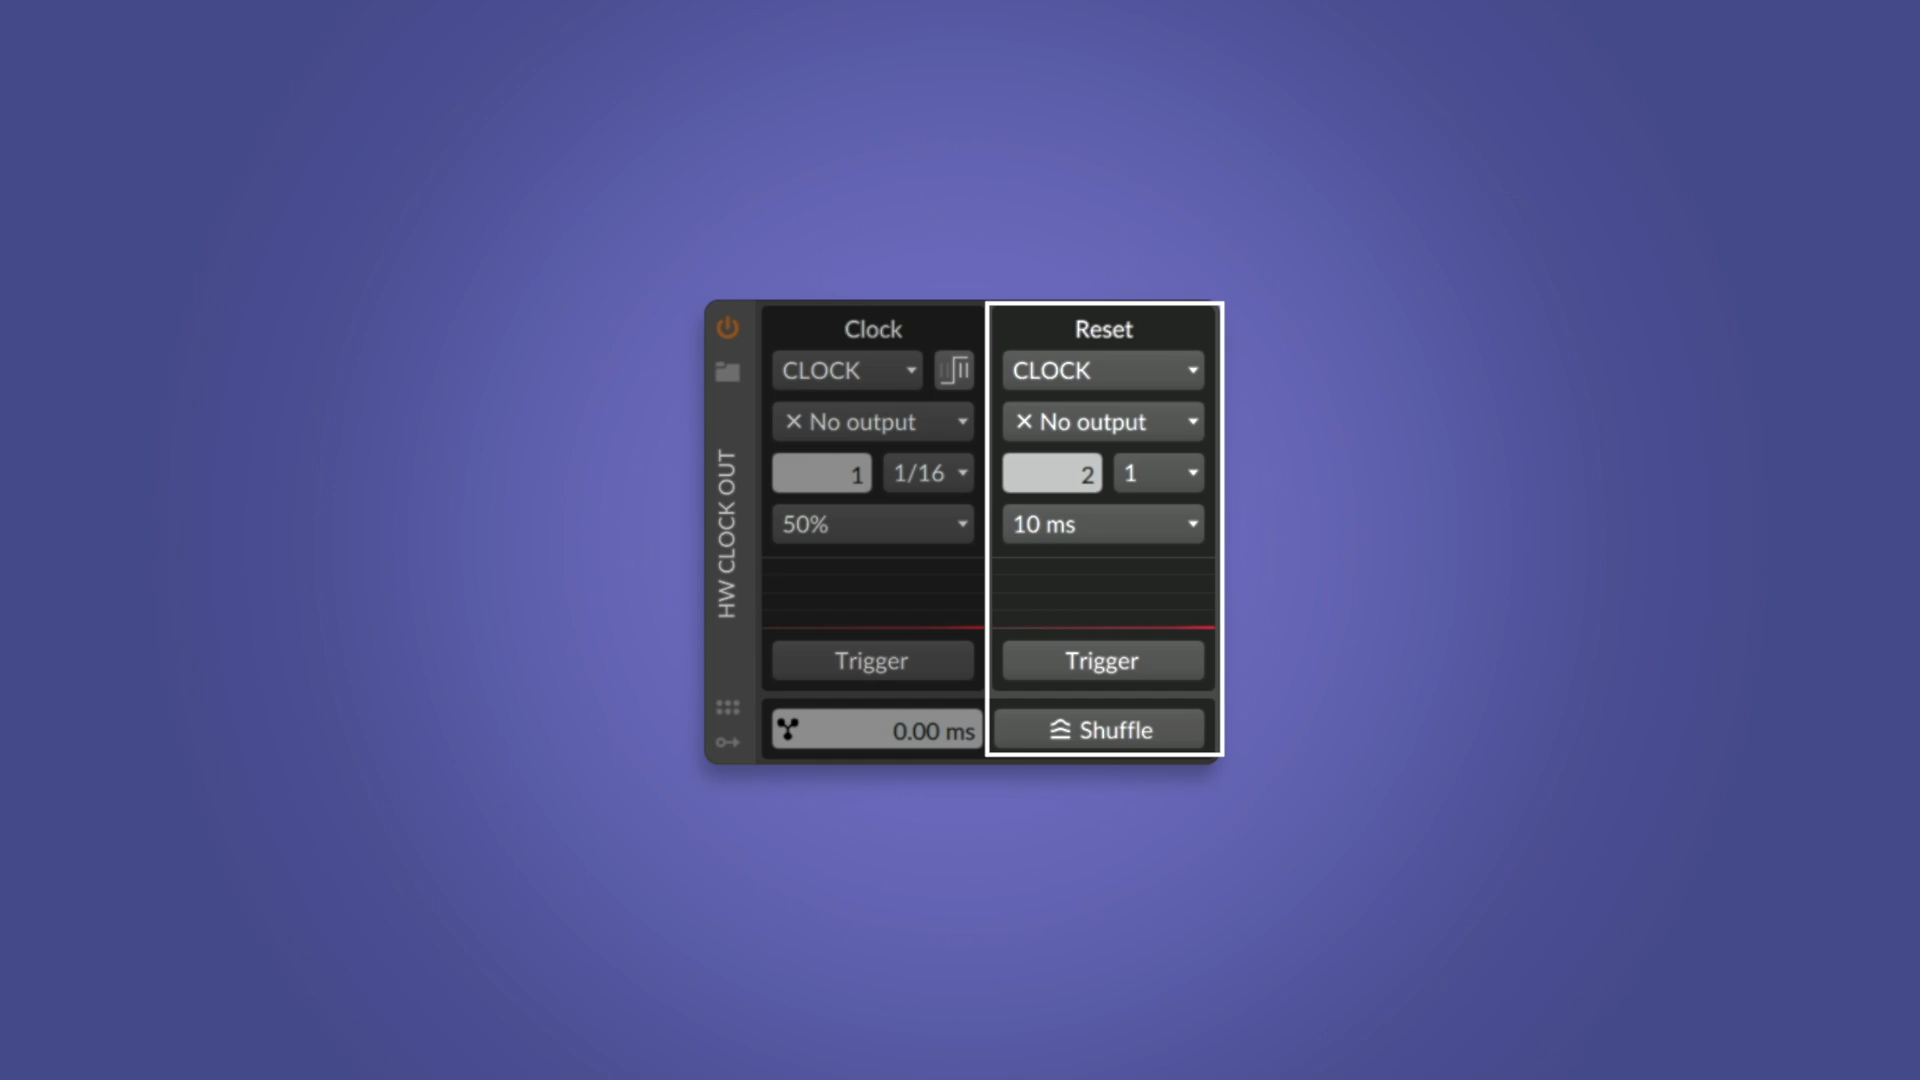 HW CLOCK OUT
Clock
CLOCK
No output
1 1/16
50%
Trigger
0.00 ms
Reset
CLOCK
No output
2 1
10 ms
Trigger
Shuffle